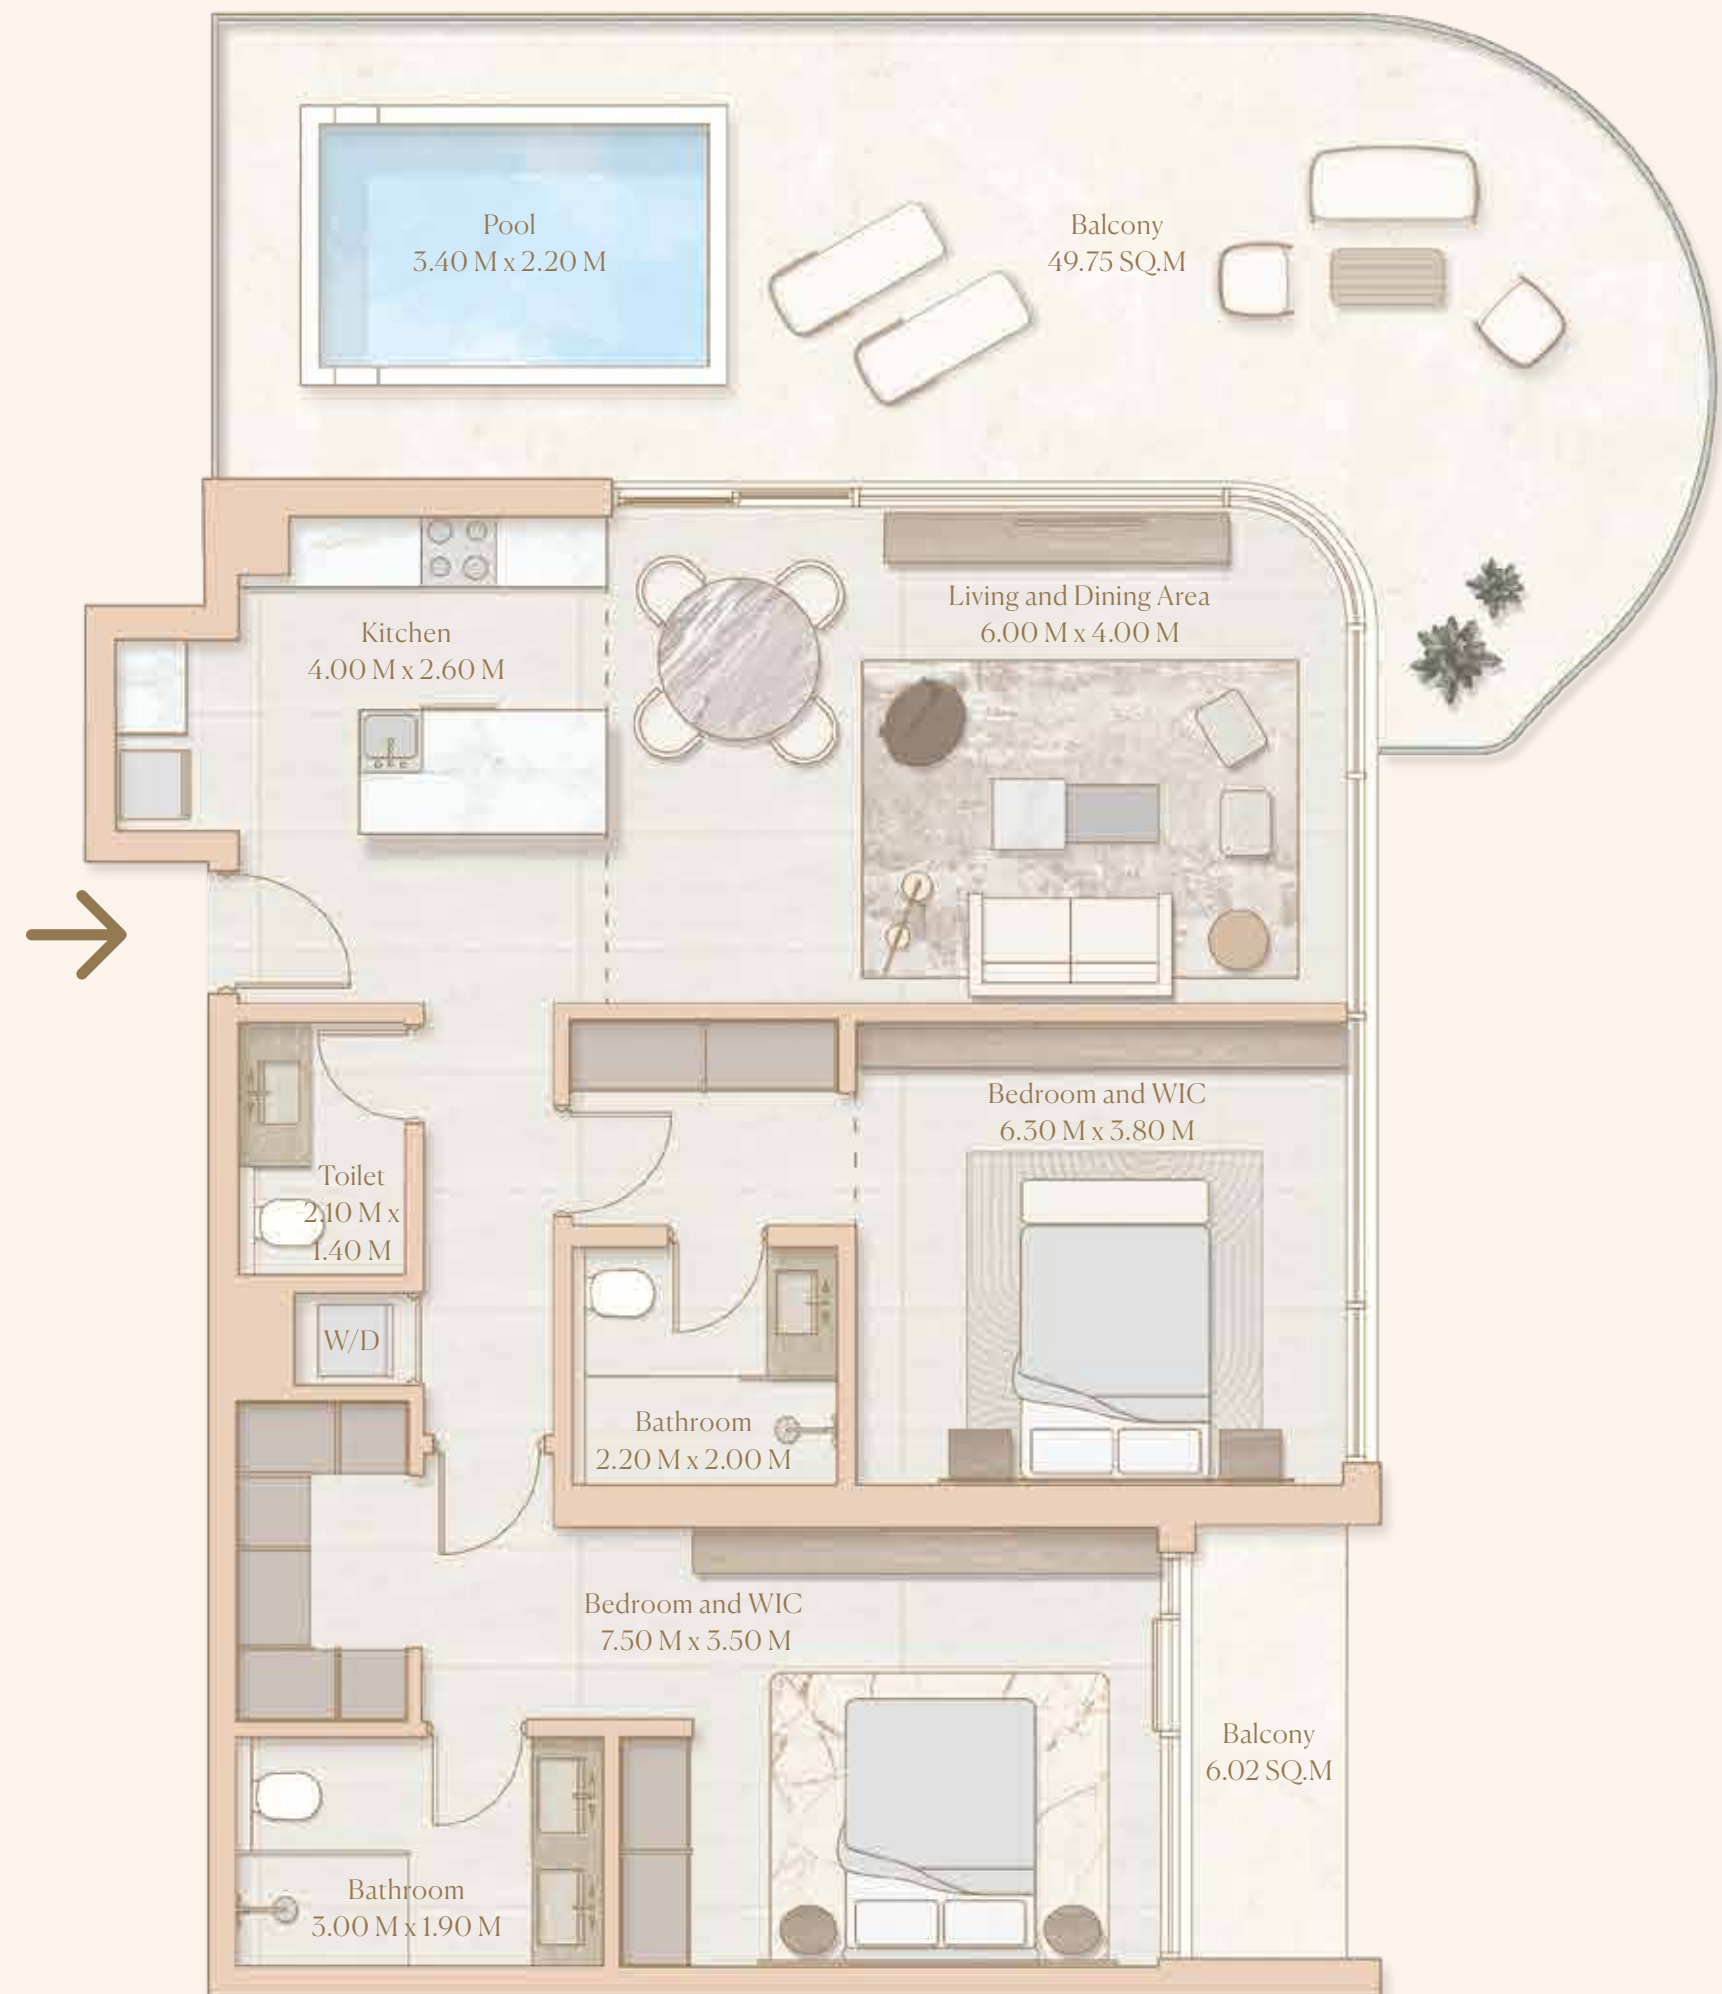 Pool
3.40 M x 2.20 M
Balcony
49.75 SQ.M
Living and Dining Area
6.00 M x 4.00 M
Kitchen
4.00 M x 2.60 M
Bedroom and WIC
6.30 M x 3.80 M
Toilet
2.10 M x
1.40 M
W/D
Bathroom
2.20 M x 2.00 M
Bedroom and WIC
7.50 M x 3.50 M
Balcony
6.02 SQ.M
Bathroom
3.00 M x 1.90 M